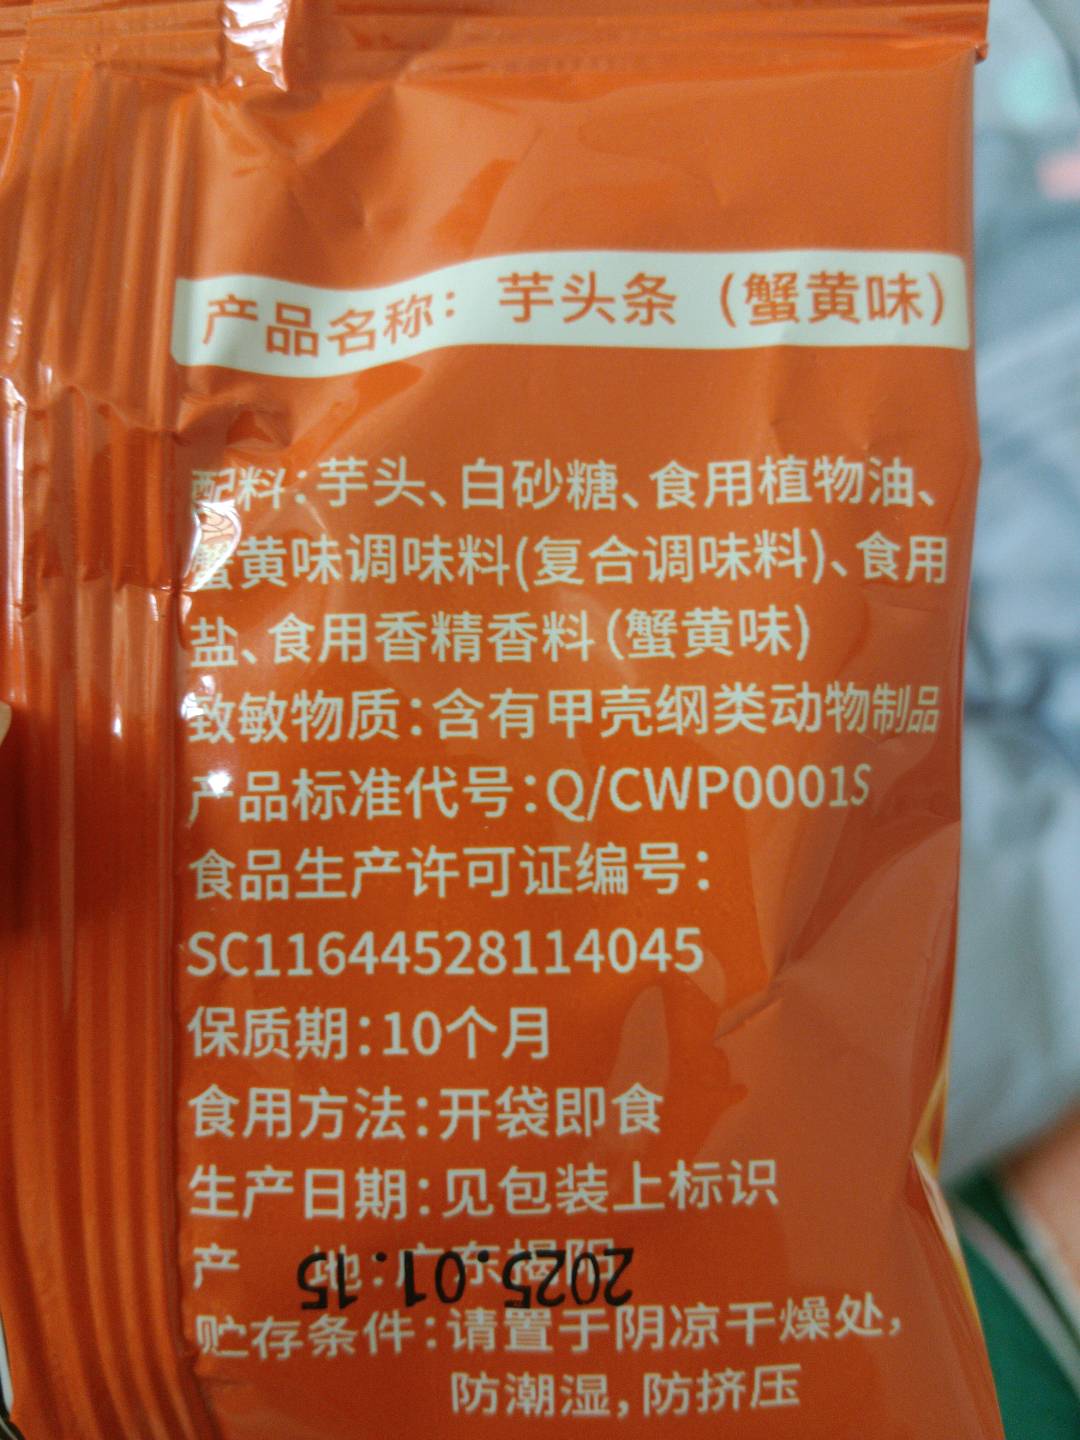 产品名称：芋头条（蟹黄味）
配料：芋头、白砂糖、食用植物油、
蟹黄味调味料(复合调味料)、食用
盐、食用香精香料(蟹黄味)
致敏物质：含有甲壳纲类动物制品
产品标准代号：Q/CWP0001S
食品生产许可证编号：
SC11644528114045
保质期：10个月
食用方法：开袋即食
生产日期：见包装上标识
产 地：广东揭阳
2025.01.15
贮存条件：请置于阴凉干燥处，
防潮湿，防挤压